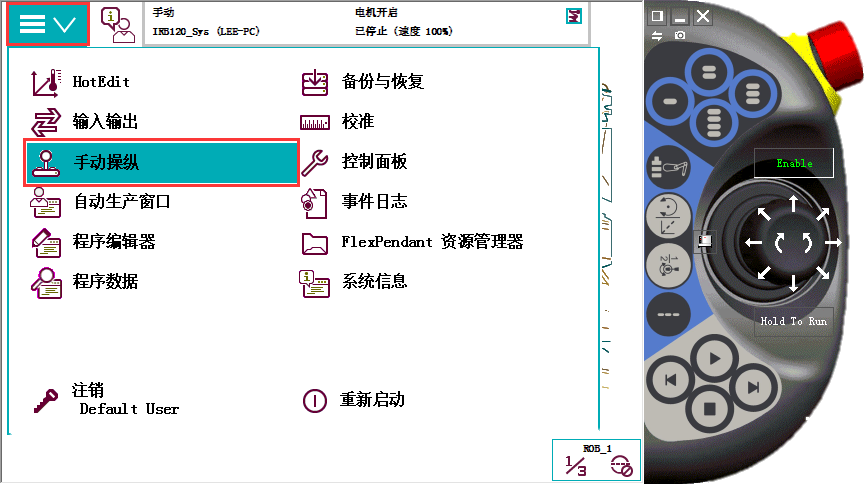 手动
电机开启
IRB120_Sys (LEE-PC)
已停止 (速度 100%)
HotEdit
备份与恢复
输入输出
校准
手动操纵
控制面板
自动生产窗口
事件日志
程序编辑器
FlexPendant 资源管理器
程序数据
系统信息
注销
Default User
重新启动
ROB_1
1/3
Enable
1/2
Hold To Run